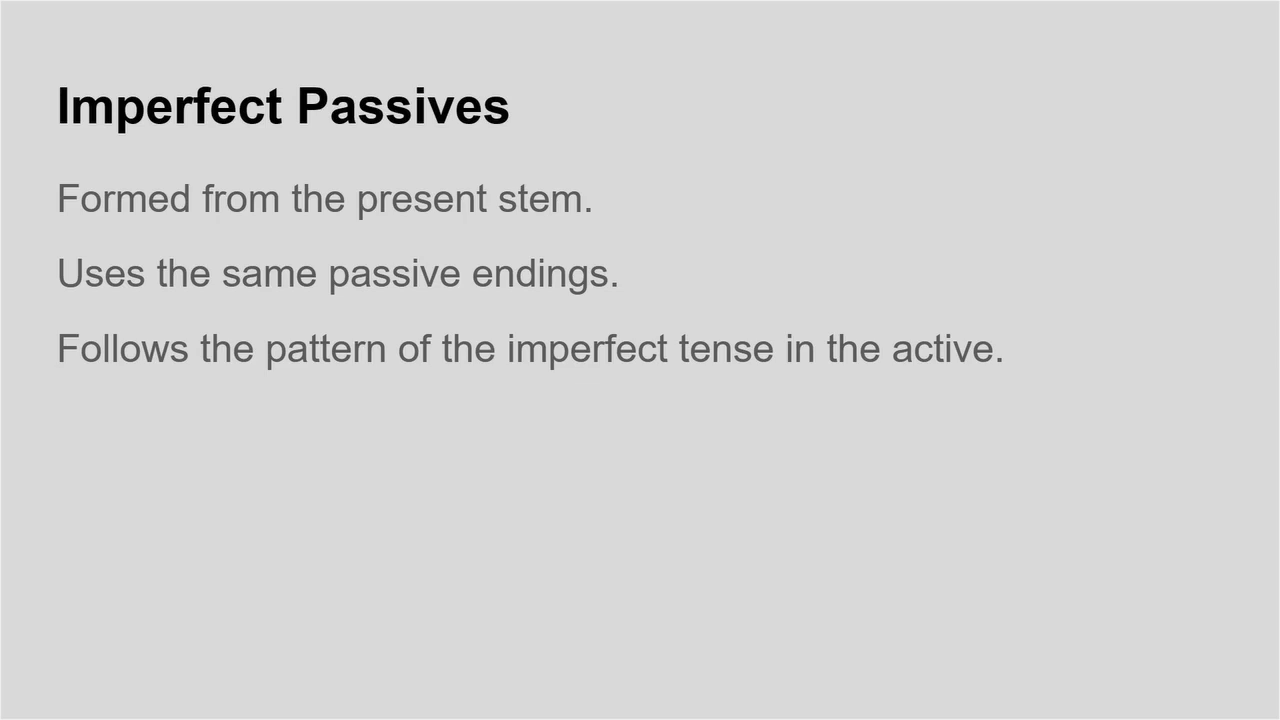 Imperfect Passives
Formed from the present stem.
Uses the same passive endings.
Follows the pattern of the imperfect tense in the active.